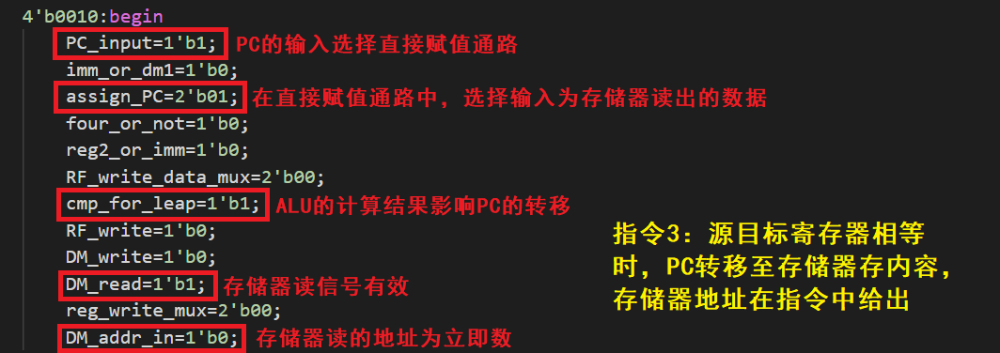 4'b0010:begin
PC_input=1'b1; PC的输入选择直接赋值通路
imm_or_dm1=1'b0;
assign_PC=2'b01; 在直接赋值通路中，选择输入为存储器读出的数据
four_or_not=1'b0;
reg2_or_imm=1'b0;
RF_write_data_mux=2'b00;
cmp_for_leap=1'b1; ALU的计算结果影响PC的转移
RF_write=1'b0;
DM_write=1'b0;
DM_read=1'b1; 存储器读信号有效
reg_write_mux=2'b00;
DM_addr_in=1'b0; 存储器读的地址为立即数
指令3：源目标寄存器相等
时，PC转移至存储器存内容，
存储器地址在指令中给出